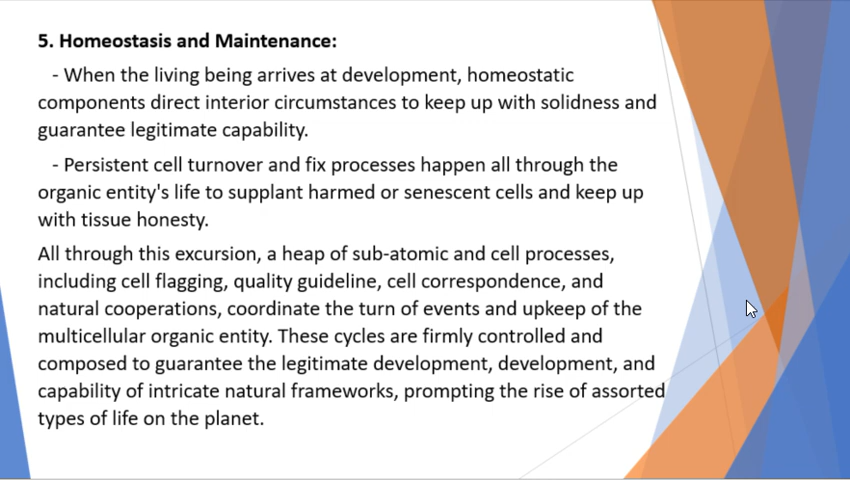 5. Homeostasis and Maintenance:
- When the living being arrives at development, homeostatic
components direct interior circumstances to keep up with solidness and
guarantee legitimate capability.
- Persistent cell turnover and fix processes happen all through the
organic entity's life to supplant harmed or senescent cells and keep up
with tissue honesty.
All through this excursion, a heap of sub-atomic and cell processes,
including cell flagging, quality guideline, cell correspondence, and
natural cooperations, coordinate the turn of events and upkeep of the
multicellular organic entity. These cycles are firmly controlled and
composed to guarantee the legitimate development, development, and
capability of intricate natural frameworks, prompting the rise of assorted
types of life on the planet.